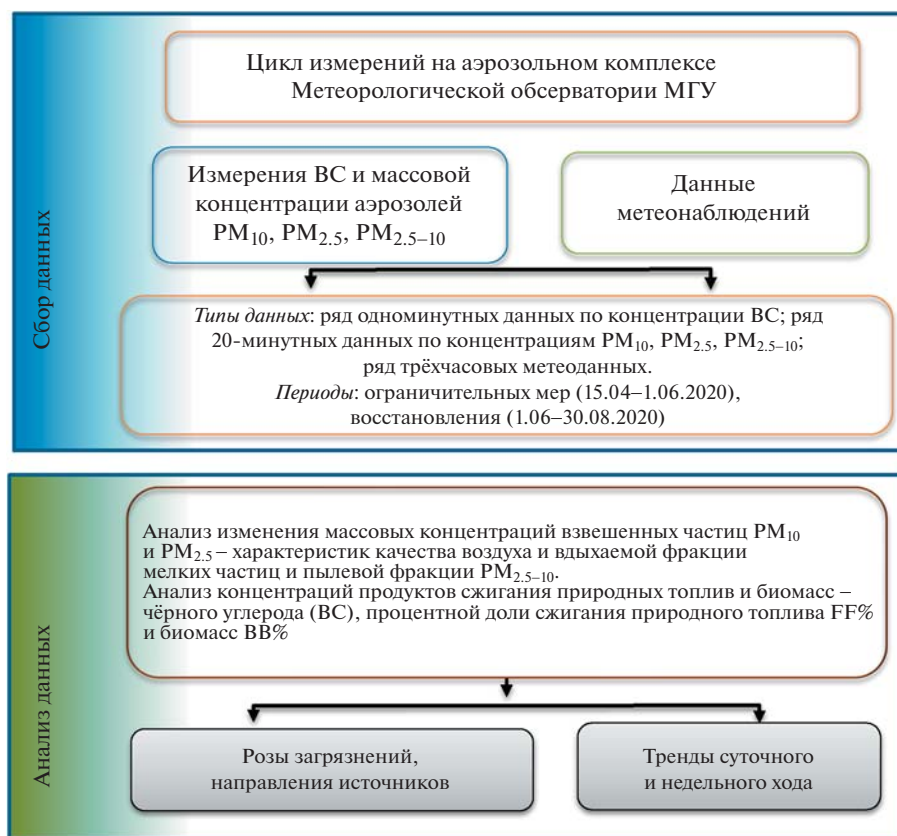 Сбор данных
Цикл измерений на аэрозольном комплексе
Метеорологической обсерватории МГУ
Измерения BC и массовой
концентрации аэрозолей
PM10, PM2.5, PM2.5–10
Данные
метеонаблюдений
Типы данных: ряд одноминутных данных по концентрации BC; ряд
20-минутных данных по концентрациям PM10, PM2.5, PM2.5–10;
ряд трёхчасовых метеоданных.
Периоды: ограничительных мер (15.04–1.06.2020),
восстановления (1.06–30.08.2020)
Анализ данных
Анализ изменения массовых концентраций взвешенных частиц PM10
и PM2.5 – характеристик качества воздуха и вдыхаемой фракции
мелких частиц и пылевой фракции PM2.5–10.
Анализ концентраций продуктов сжигания природных топлив и биомасс –
чёрного углерода (BC), процентной доли сжигания природного топлива FF%
и биомасс BB%
Розы загрязнений,
направления источников
Тренды суточного
и недельного хода